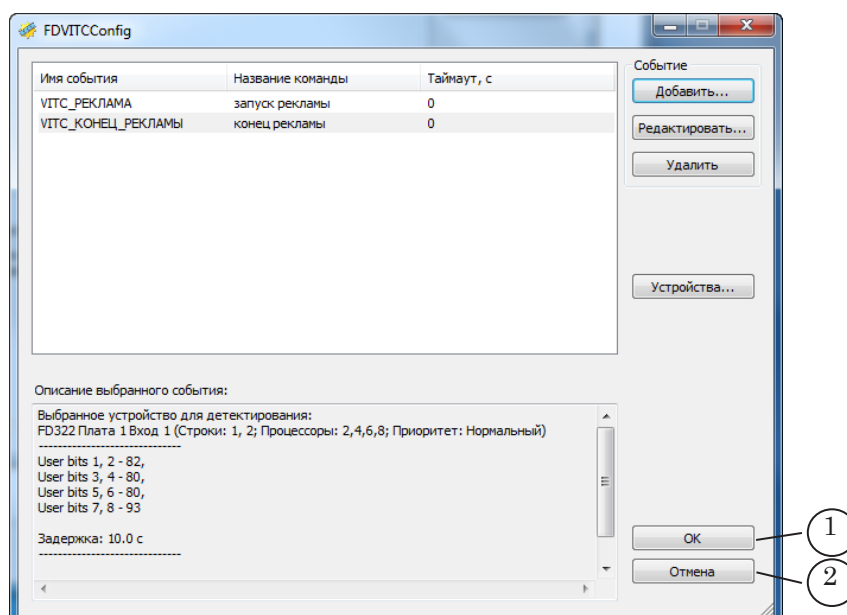 FDVITCConfig
Имя события Название команды Таймаут, с
VITC_РЕКЛАМА запуск рекламы 0
VITC_КОНЕЦ_РЕКЛАМЫ конец рекламы 0
Событие
Добавить...
Редактировать...
Удалить
Устройства...
Описание выбранного события:
Выбранное устройство для детектирования:
FD322 Плата 1 Вход 1 (Строки: 1, 2; Процессоры: 2,4,6,8; Приоритет: Нормальный)
------------------------------
User bits 1, 2 - 82,
User bits 3, 4 - 80,
User bits 5, 6 - 80,
User bits 7, 8 - 93
Задержка: 10.0 с
------------------------------
OK
1
Отмена
2